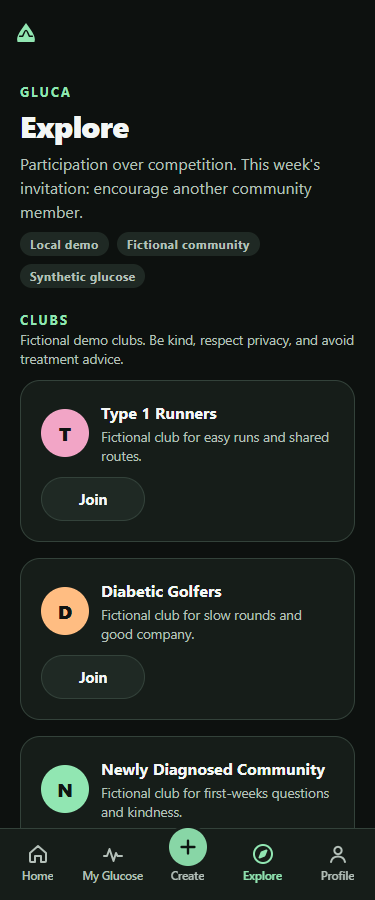 GLUCA
Explore
Participation over competition. This week's
invitation: encourage another community
member.
Local demo
Fictional community
Synthetic glucose
CLUBS
Fictional demo clubs. Be kind, respect privacy, and avoid
treatment advice.
T
Type 1 Runners
Fictional club for easy runs and shared
routes.
Join
D
Diabetic Golfers
Fictional club for slow rounds and
good company.
Join
N
Newly Diagnosed Community
Fictional club for first-weeks questions
and kindness.
Home
My Glucose
Create
Explore
Profile